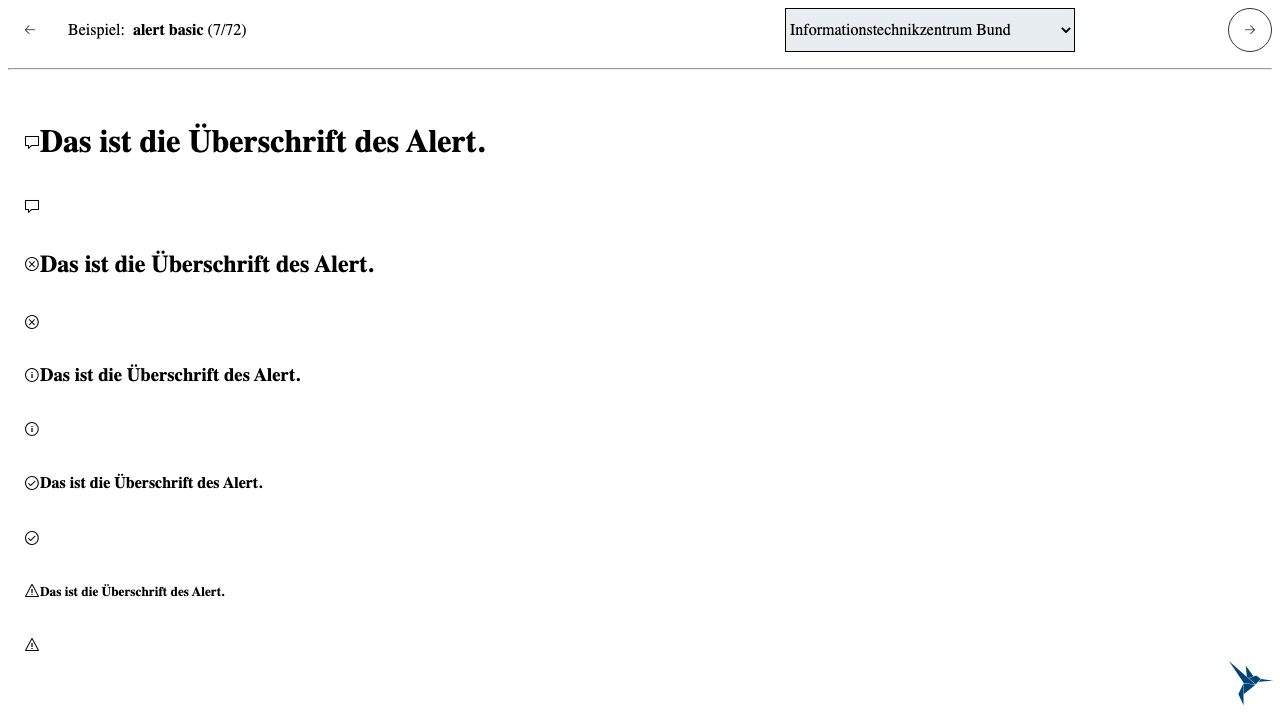 Beispiel: alert basic (7/72)
Informationstechnikzentrum Bund
Das ist die Überschrift des Alert.
Das ist die Überschrift des Alert.
Das ist die Überschrift des Alert.
Das ist die Überschrift des Alert.
Das ist die Überschrift des Alert.